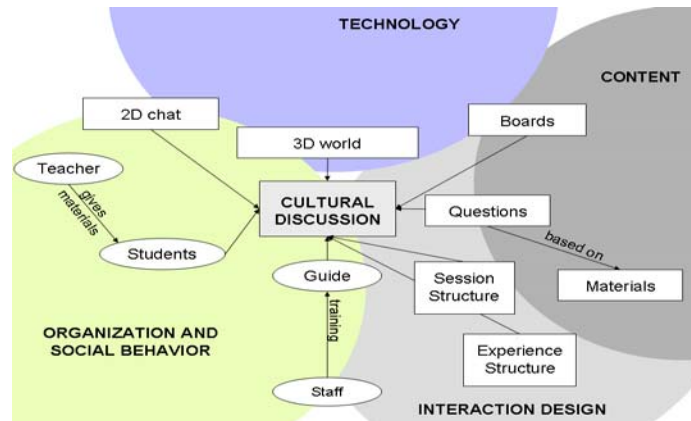 TECHNOLOGY
CONTENT
2D chat
Boards
3D world
Teacher
gives
materials
CULTURAL
DISCUSSION
Questions
based on
Students
Guide
Session
Structure
Materials
training
ORGANIZATION AND
SOCIAL BEHAVIOR
Experience
Structure
Staff
INTERACTION DESIGN